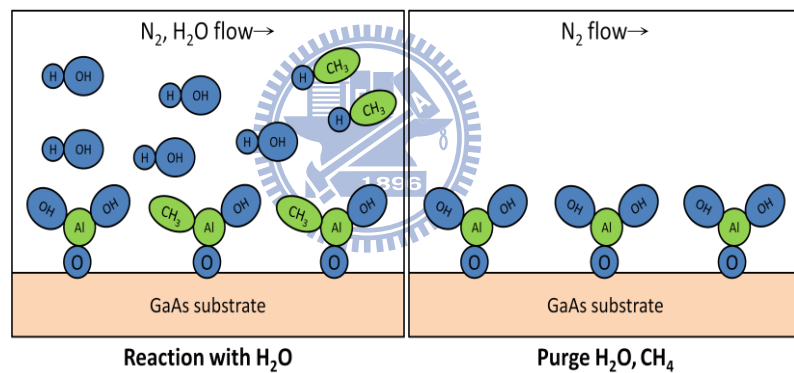 N₂, H₂O flow→
N₂ flow→
H OH
H OH
H CH₃
H CH₃
H OH
H OH
H OH
1896
OH Al OH O
CH₃ Al OH O
CH₃ Al OH O
OH Al OH O
OH Al OH O
OH Al OH O
GaAs substrate
GaAs substrate
Reaction with H₂O
Purge H₂O, CH₄